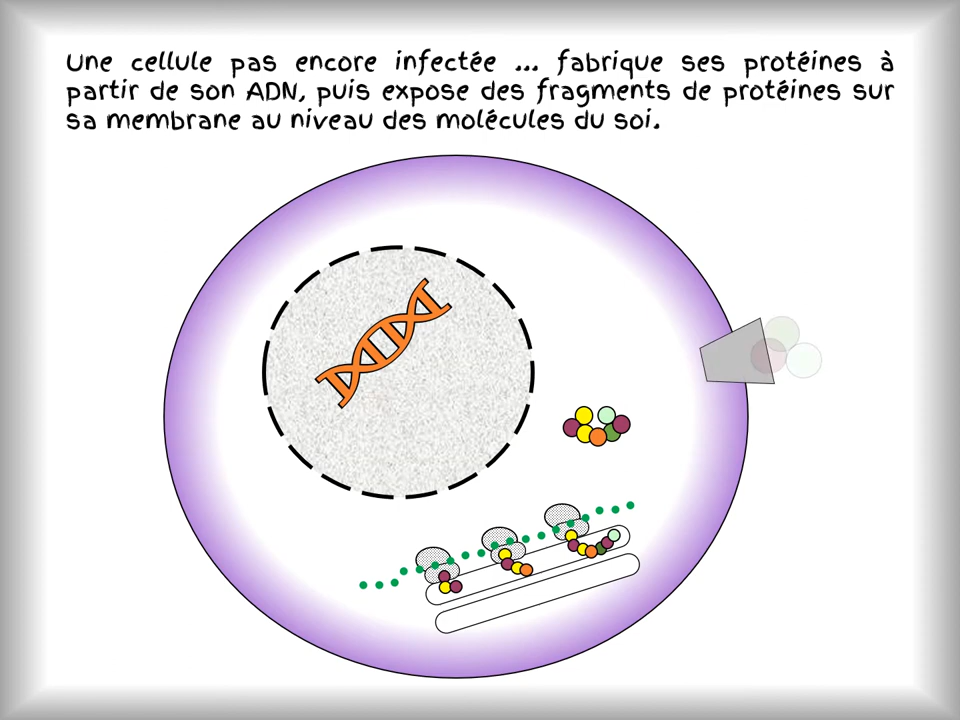 Une cellule pas encore infectée ... fabrique ses protéines à
partir de son ADN, puis expose des fragments de protéines sur
sa membrane au niveau des molécules du soi.